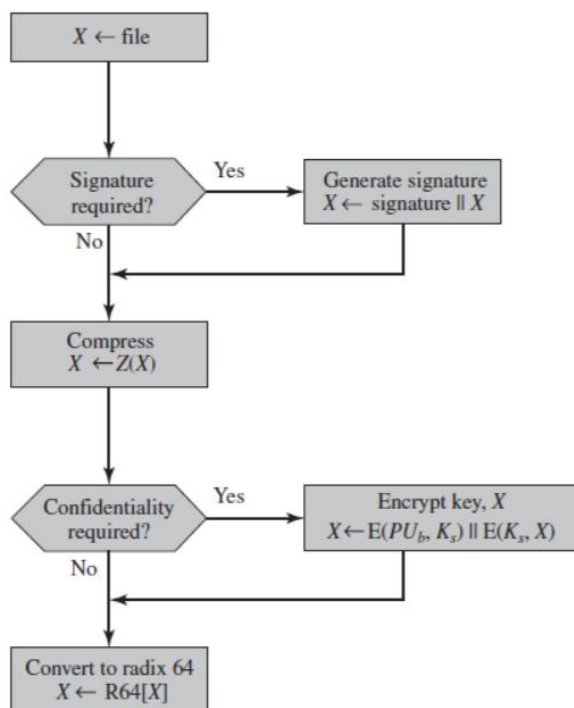 X ← file
Signature
required?
Yes
Generate signature
X ← signature || X
No
Compress
X ← Z(X)
Confidentiality
required?
Yes
Encrypt key, X
X ← E(PU_b, K_s) || E(K_s, X)
No
Convert to radix 64
X ← R64[X]